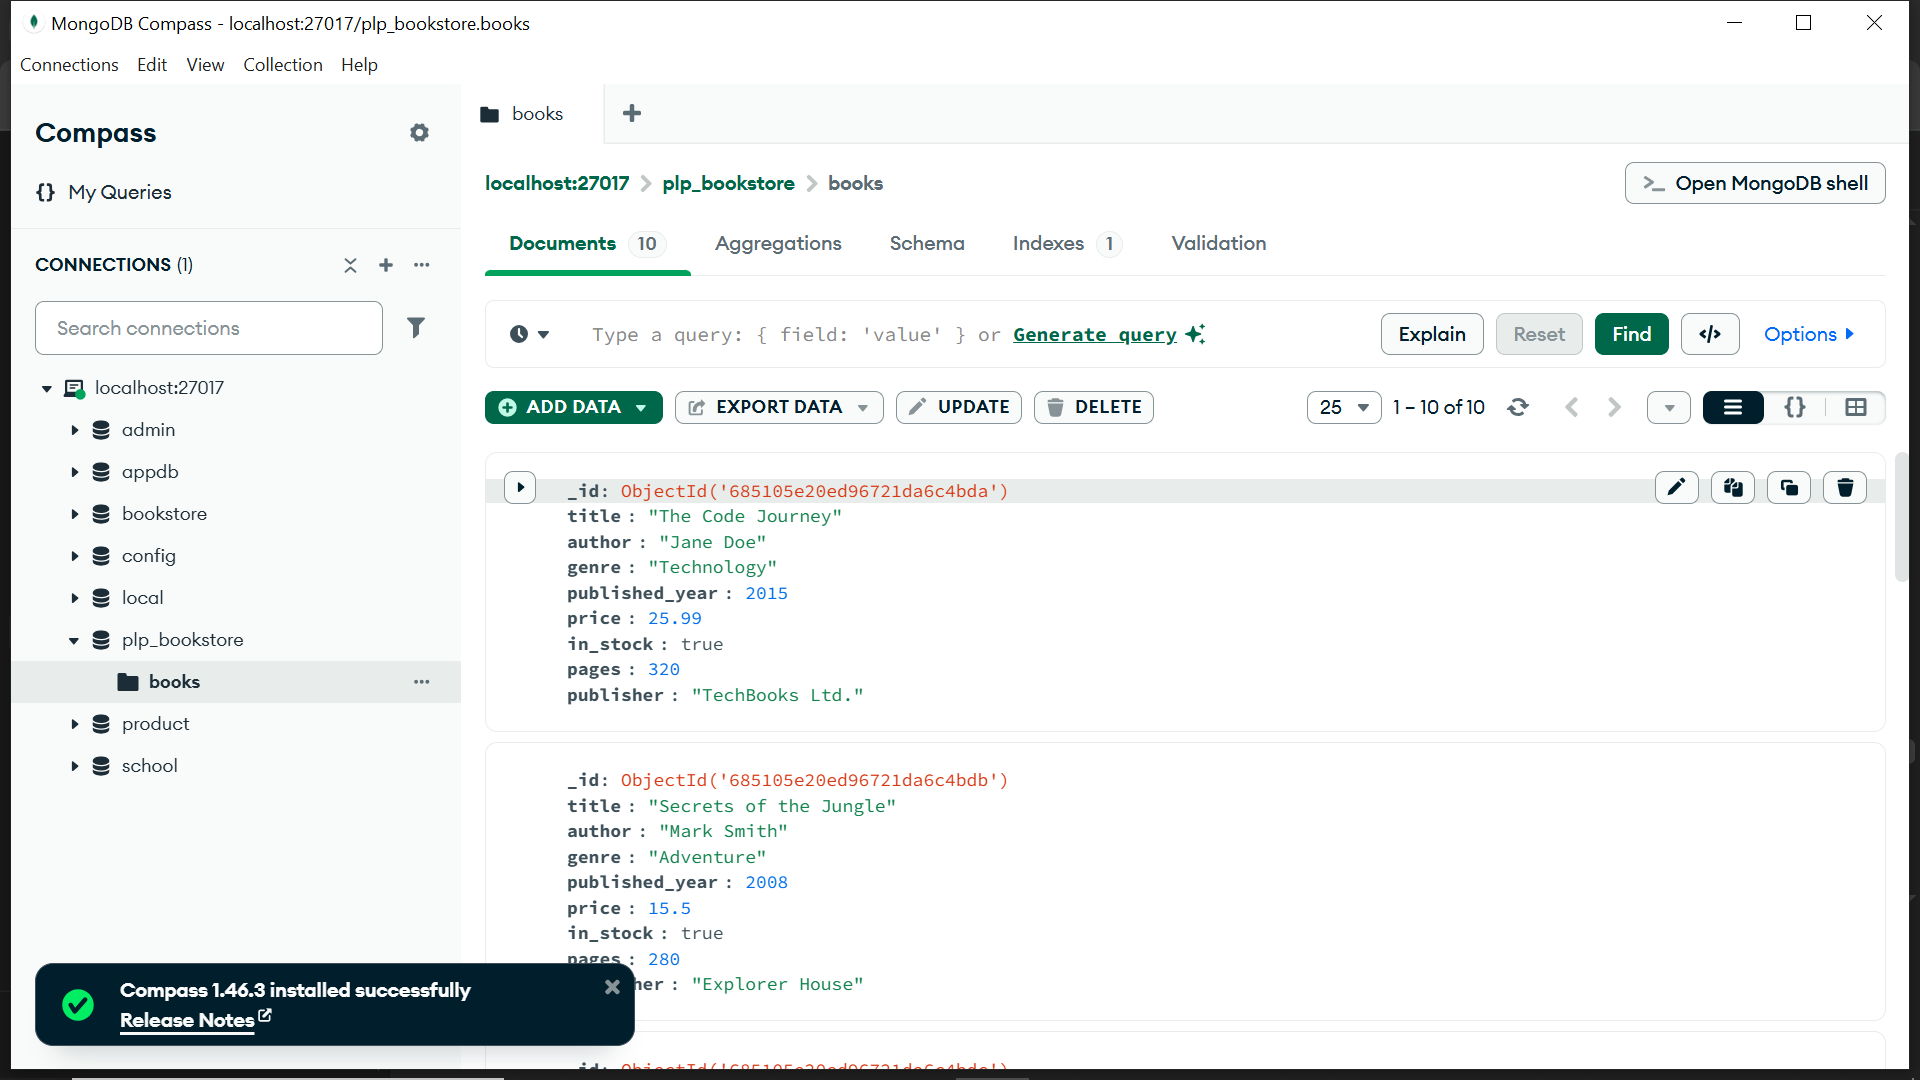 MongoDB Compass - localhost:27017/plp_bookstore.books
Connections Edit View Collection Help
Compass
{} My Queries
CONNECTIONS (1)
Search connections
localhost:27017
admin
appdb
bookstore
config
local
plp_bookstore
books
product
school
books
localhost:27017 > plp_bookstore > books
>_ Open MongoDB shell
Documents 10 Aggregations Schema Indexes 1 Validation
Type a query: { field: 'value' } or Generate query
Explain Reset Find </> Options
ADD DATA EXPORT DATA UPDATE DELETE
25 1 – 10 of 10 {}
_id: ObjectId('685105e20ed96721da6c4bda')
title : "The Code Journey"
author : "Jane Doe"
genre : "Technology"
published_year : 2015
price : 25.99
in_stock : true
pages : 320
publisher : "TechBooks Ltd."
_id: ObjectId('685105e20ed96721da6c4bdb')
title : "Secrets of the Jungle"
author : "Mark Smith"
genre : "Adventure"
published_year : 2008
price : 15.5
in_stock : true
pages : 280
her : "Explorer House"
Compass 1.46.3 installed successfully
Release Notes